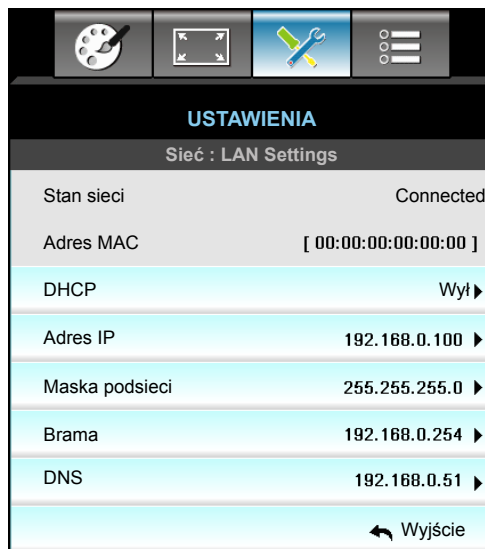 USTAWIENIA
Sieć : LAN Settings
Stan sieci Connected
Adres MAC [ 00:00:00:00:00:00 ]
DHCP Wył
Adres IP 192.168.0.100
Maska podsieci 255.255.255.0
Brama 192.168.0.254
DNS 192.168.0.51
Wyjście